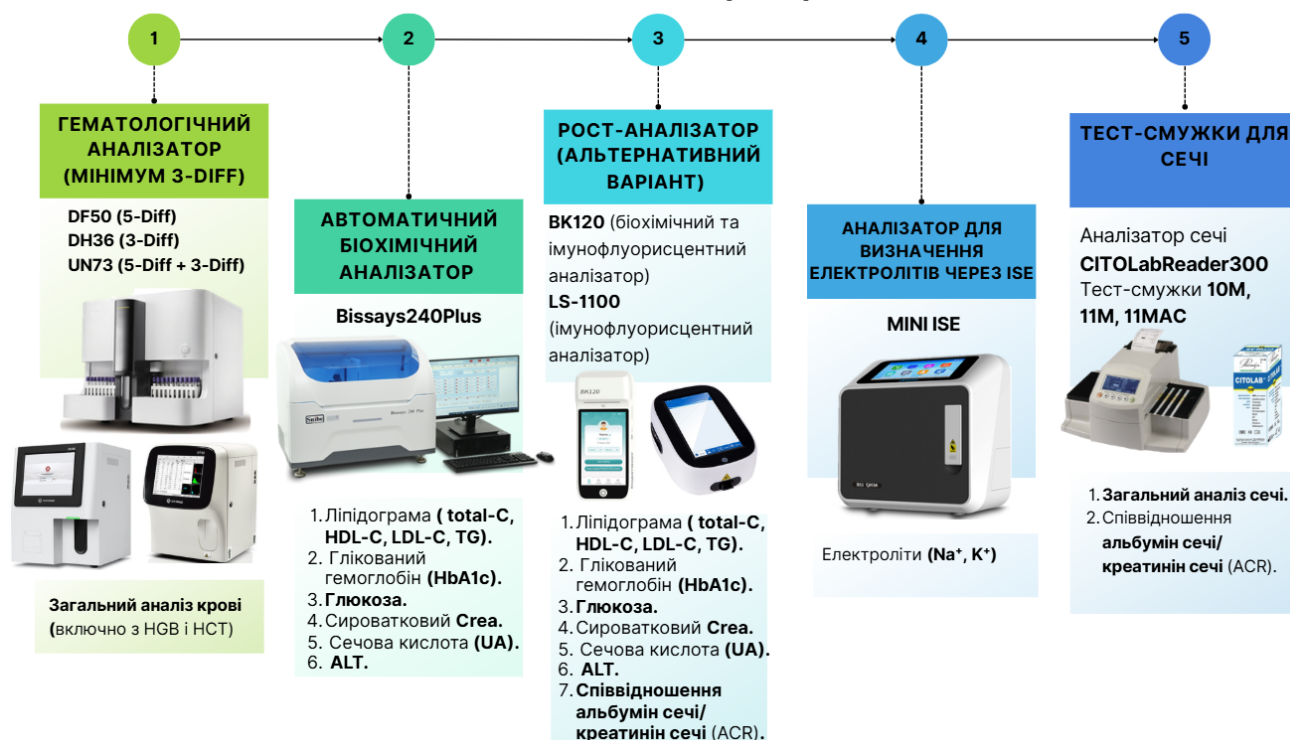 1
2
3
4
5
ГЕМАТОЛОГІЧНИЙ
АНАЛІЗАТОР
(МІНІМУМ 3-DIFF)
DF50 (5-Diff)
DH36 (3-Diff)
UN73 (5-Diff + 3-Diff)
Загальний аналіз крові
(включно з HGB і HCT)
АВТОМАТИЧНИЙ
БІОХІМІЧНИЙ
АНАЛІЗАТОР
Bissays240Plus
Snibe
1. Ліпідограма ( total-C,
HDL-C, LDL-C, TG).
2. Глікований
гемоглобін (HbA1c).
3. Глюкоза.
4. Сироватковий Crea.
5. Сечова кислота (UA).
6. ALT.
РОСТ-АНАЛІЗАТОР
(АЛЬТЕРНАТИВНИЙ
ВАРІАНТ)
BK120 (біохімічний та
імунофлуорисцентний
аналізатор)
LS-1100
(імунофлуорисцентний
аналізатор)
BK120
1. Ліпідограма ( total-C,
HDL-C, LDL-C, TG).
2. Глікований
гемоглобін (HbA1c).
3. Глюкоза.
4. Сироватковий Crea.
5. Сечова кислота (UA).
6. ALT.
7. Співвідношення
альбумін сечі/
креатинін сечі (ACR).
АНАЛІЗАТОР ДЛЯ
ВИЗНАЧЕННЯ
ЕЛЕКТРОЛІТІВ ЧЕРЕЗ ISE
MINI ISE
Електроліти (Na⁺, K⁺)
ТЕСТ-СМУЖКИ ДЛЯ
СЕЧІ
Аналізатор сечі
CITOLabReader300
Тест-смужки 10М,
11М, 11МАС
CITOLAB
1. Загальний аналіз сечі.
2. Співвідношення
альбумін сечі/
креатинін сечі (ACR).